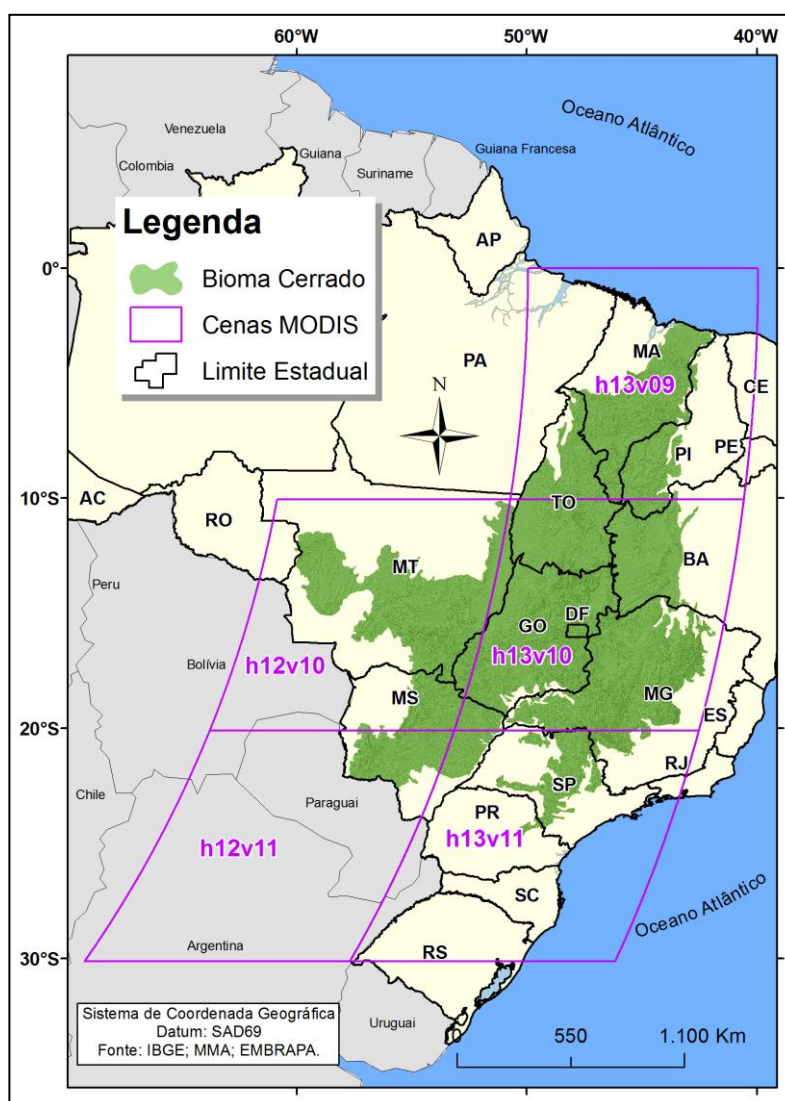 60°W
50°W
40°W
Oceano Atlântico
Venezuela
Colombia
Guiana
Guiana Francesa
Suriname
Legenda
Bioma Cerrado
Cenas MODIS
Limite Estadual
AP
0°
PA
N
MA
CE
h13v09
PI
PE
10°S
AC
RO
TO
MT
BA
Peru
GO
DF
Bolívia
h12v10
h13v10
MS
MG
ES
20°S
RJ
Chile
Paraguai
SP
PR
h12v11
h13v11
SC
Oceano Atlântico
Argentina
RS
30°S
Sistema de Coordenada Geográfica
Datum: SAD69
Fonte: IBGE; MMA; EMBRAPA.
Uruguai
0
550
1.100 Km